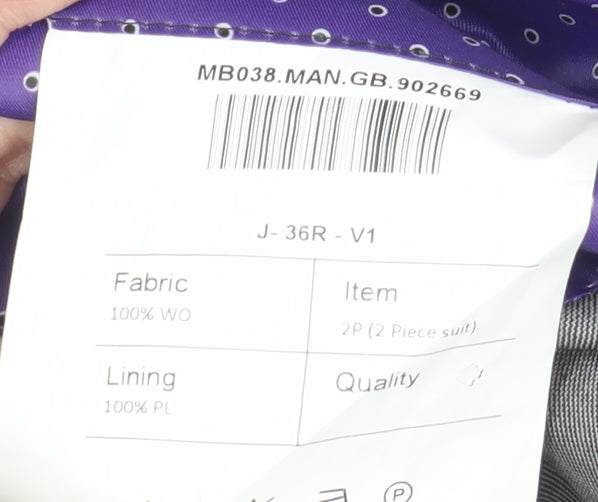 MB038.MAN.GB.902669
J- 36R - V1
Fabric
100% WO
Item
2P (2 Piece suit)
Lining
100% PL
Quality
P